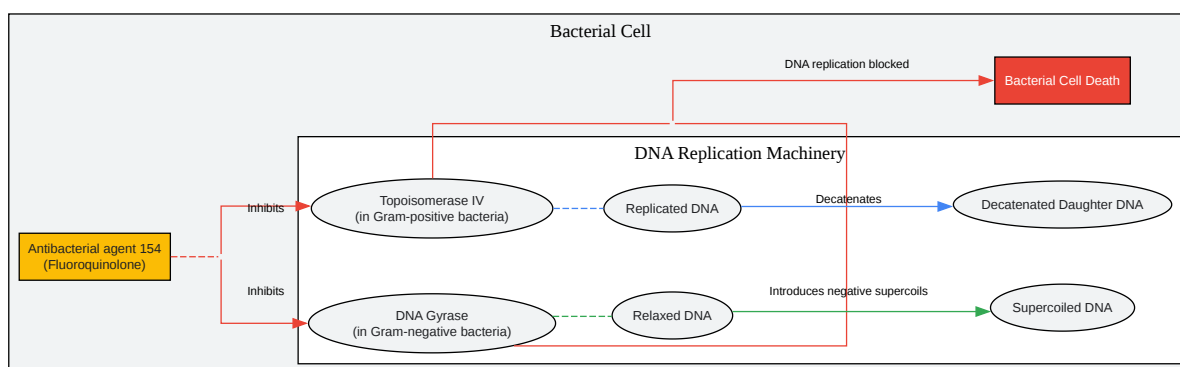 Bacterial Cell
DNA replication blocked
Bacterial Cell Death
DNA Replication Machinery
Inhibits
Topoisomerase IV
(in Gram-positive bacteria)
Replicated DNA
Decatenates
Decatenated Daughter DNA
Antibacterial agent 154
(Fluoroquinolone)
Inhibits
DNA Gyrase
(in Gram-negative bacteria)
Relaxed DNA
Introduces negative supercoils
Supercoiled DNA